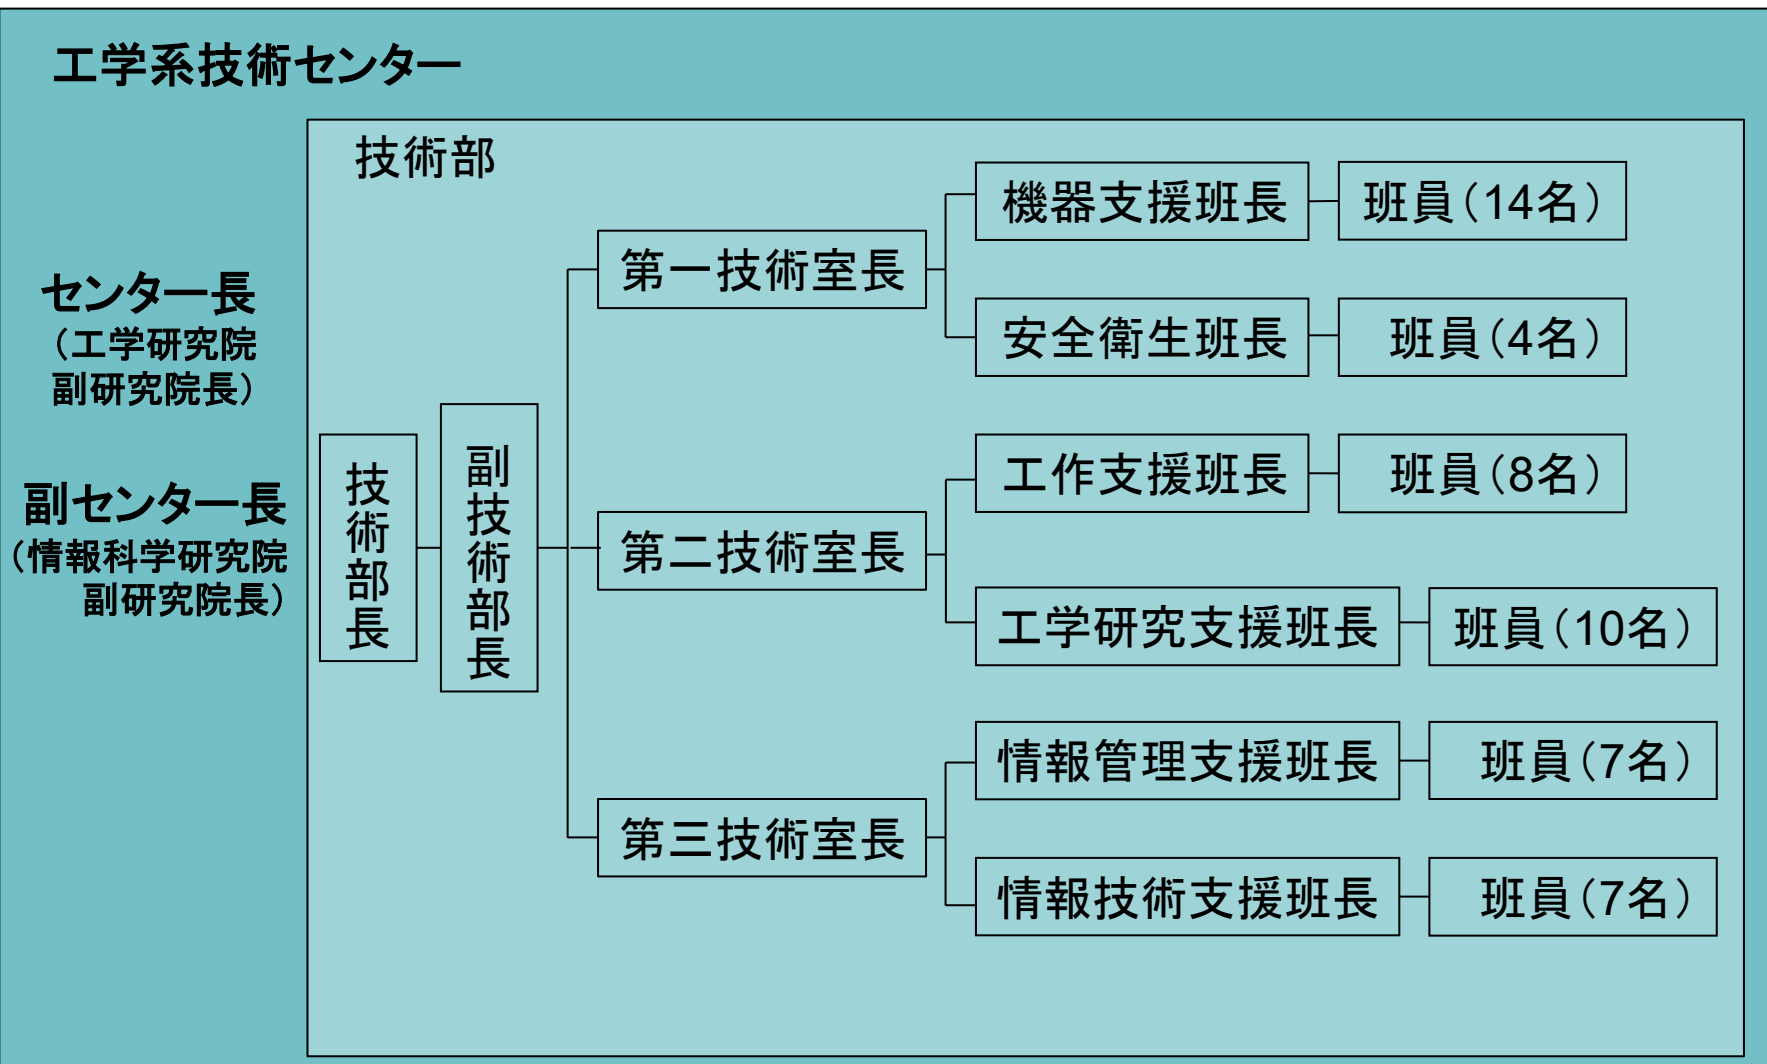 工学系技術センター
技術部
センター長
（工学研究院
副研究院長）
副センター長
（情報科学研究院
副研究院長）
技術部長
副技術部長
第一技術室長
機器支援班長
班員（14名）
安全衛生班長
班員（4名）
第二技術室長
工作支援班長
班員（8名）
工学研究支援班長
班員（10名）
第三技術室長
情報管理支援班長
班員（7名）
情報技術支援班長
班員（7名）